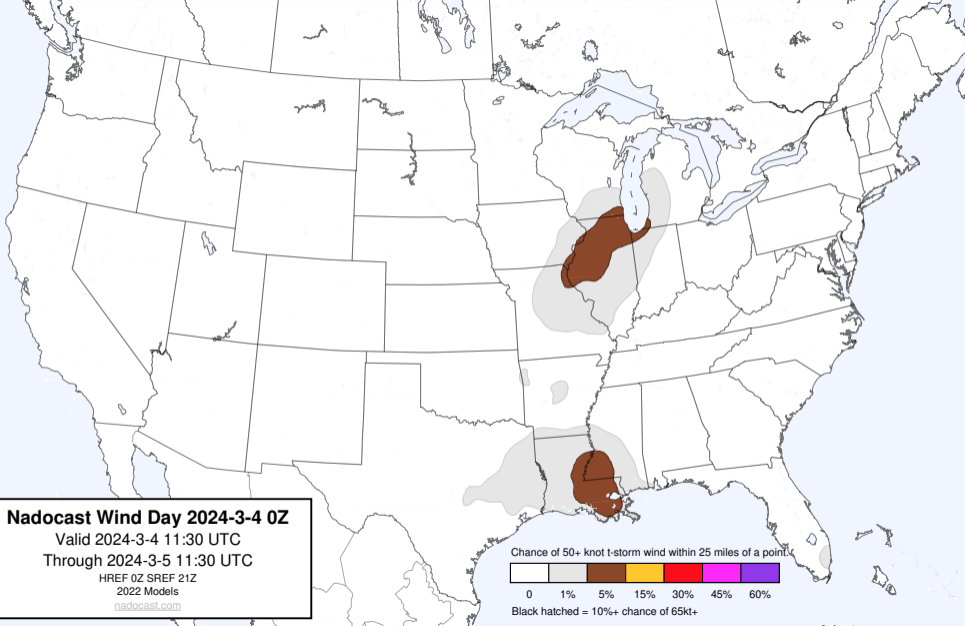 Nadocast Wind Day 2024-3-4 0Z
Valid 2024-3-4 11:30 UTC
Through 2024-3-5 11:30 UTC
HREF 0Z SREF 21Z
2022 Models
nadocast.com
Chance of 50+ knot t-storm wind within 25 miles of a point.
0 1% 5% 15% 30% 45% 60%
Black hatched = 10%+ chance of 65kt+